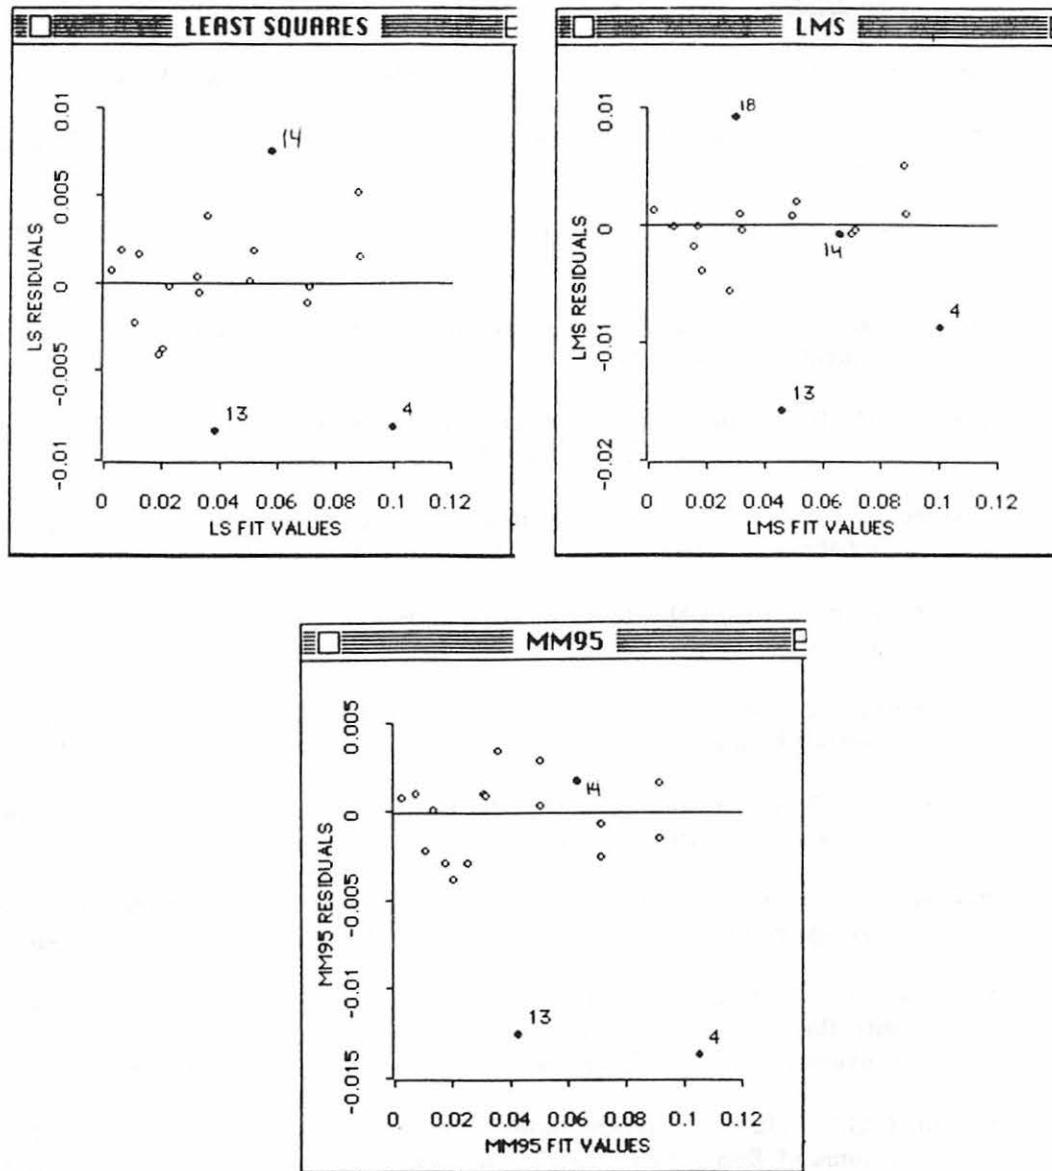 LEAST SQUARES
0.01
0.005
0
-0.005
-0.01
LS RESIDUALS
14
13
4
0 0.02 0.04 0.06 0.08 0.1 0.12
LS FIT VALUES
LMS
0.01
0
-0.01
-0.02
LMS RESIDUALS
18
14
4
13
0 0.02 0.04 0.06 0.08 0.1 0.12
LMS FIT VALUES
MM95
0.005
0
-0.005
-0.01
-0.015
MM95 RESIDUALS
14
13
4
0 0.02 0.04 0.06 0.08 0.1 0.12
MM95 FIT VALUES